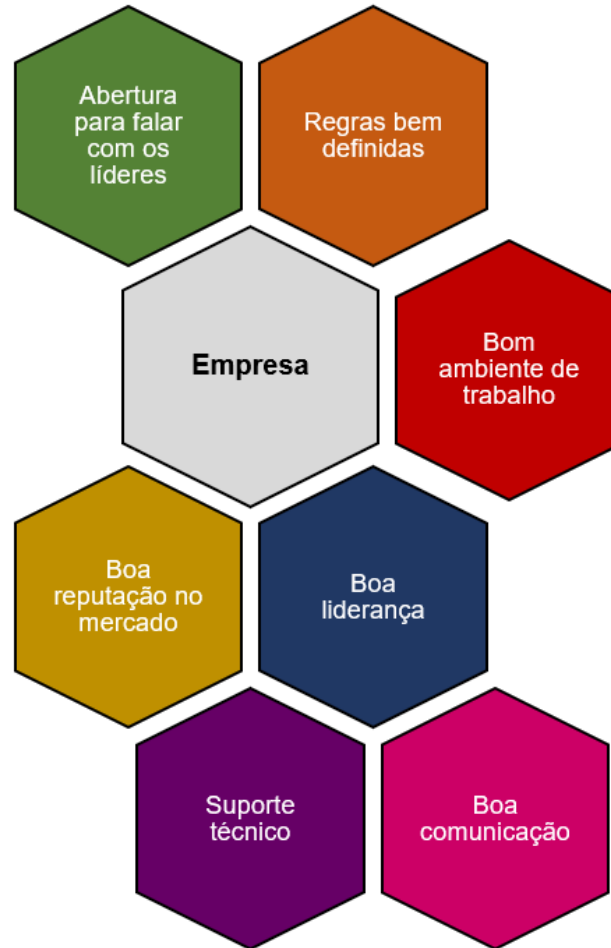 Abertura
para falar
com os
líderes
Regras bem
definidas
Empresa
Bom
ambiente de
trabalho
Boa
reputação no
mercado
Boa
liderança
Suporte
técnico
Boa
comunicação